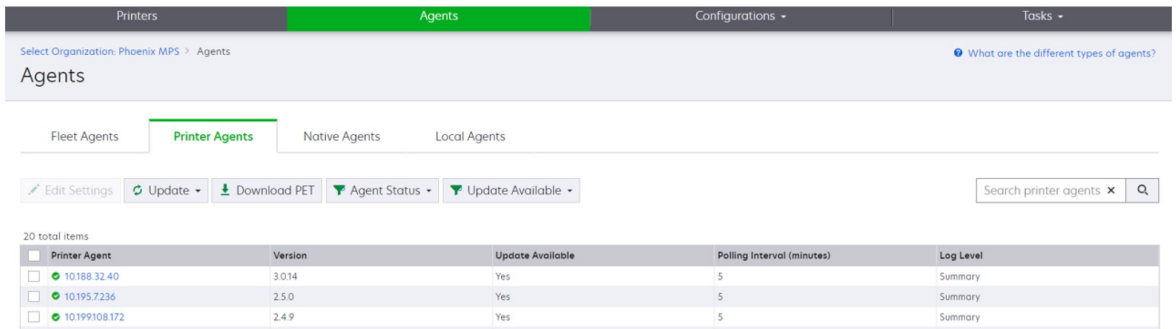 Printers Agents Configurations Tasks
Select Organization: Phoenix MPS > Agents
What are the different types of agents?
Agents
Fleet Agents Printer Agents Native Agents Local Agents
Edit Settings Update Download PET Agent Status Update Available Search printer agents
20 total items
Printer Agent Version Update Available Polling Interval (minutes) Log Level
10.188.32.40 3.0.14 Yes 5 Summary
10.195.7.236 2.5.0 Yes 5 Summary
10.199.108.172 2.4.9 Yes 5 Summary